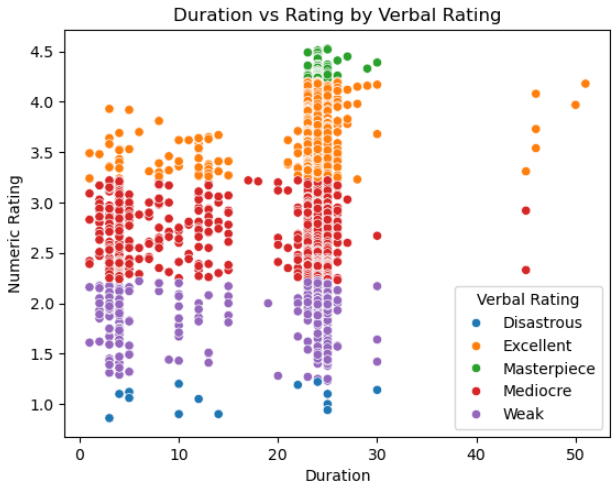 Duration vs Rating by Verbal Rating
Numeric Rating
4.5
4.0
3.5
3.0
2.5
2.0
1.5
1.0
Verbal Rating
Disastrous
Excellent
Masterpiece
Mediocre
Weak
0 10 20 30 40 50
Duration